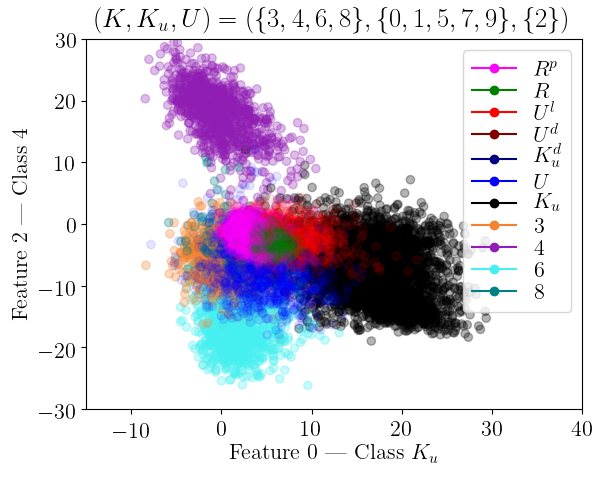 (K, K_u, U) = ({3, 4, 6, 8}, {0, 1, 5, 7, 9}, {2})
30
20
10
0
−10
−20
−30
Feature 2 — Class 4
−10
0
10
20
30
40
Feature 0 — Class K_u
R^p
R
U^l
U^d
K_u^d
U
K_u
3
4
6
8